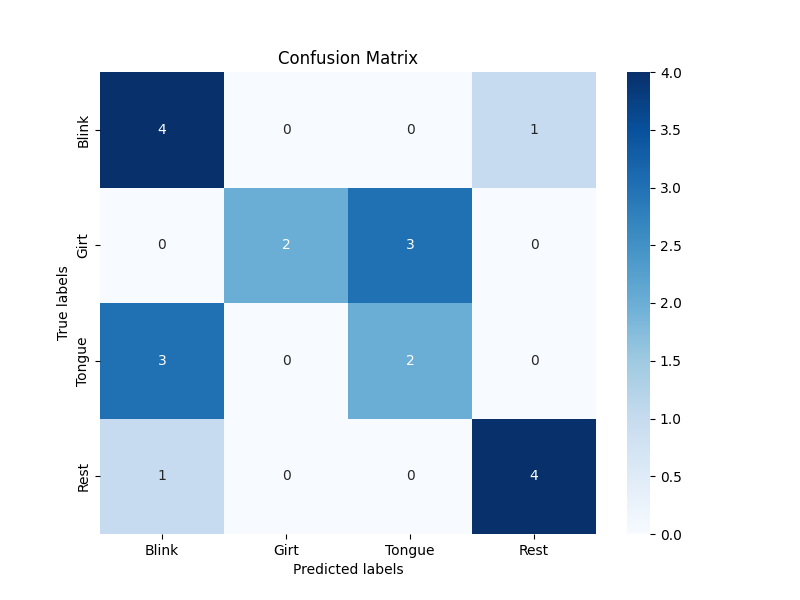 Confusion Matrix
True labels
Blink 4 0 0 1
Girt 0 2 3 0
Tongue 3 0 2 0
Rest 1 0 0 4
Blink Girt Tongue Rest
Predicted labels
4.0
3.5
3.0
2.5
2.0
1.5
1.0
0.5
0.0